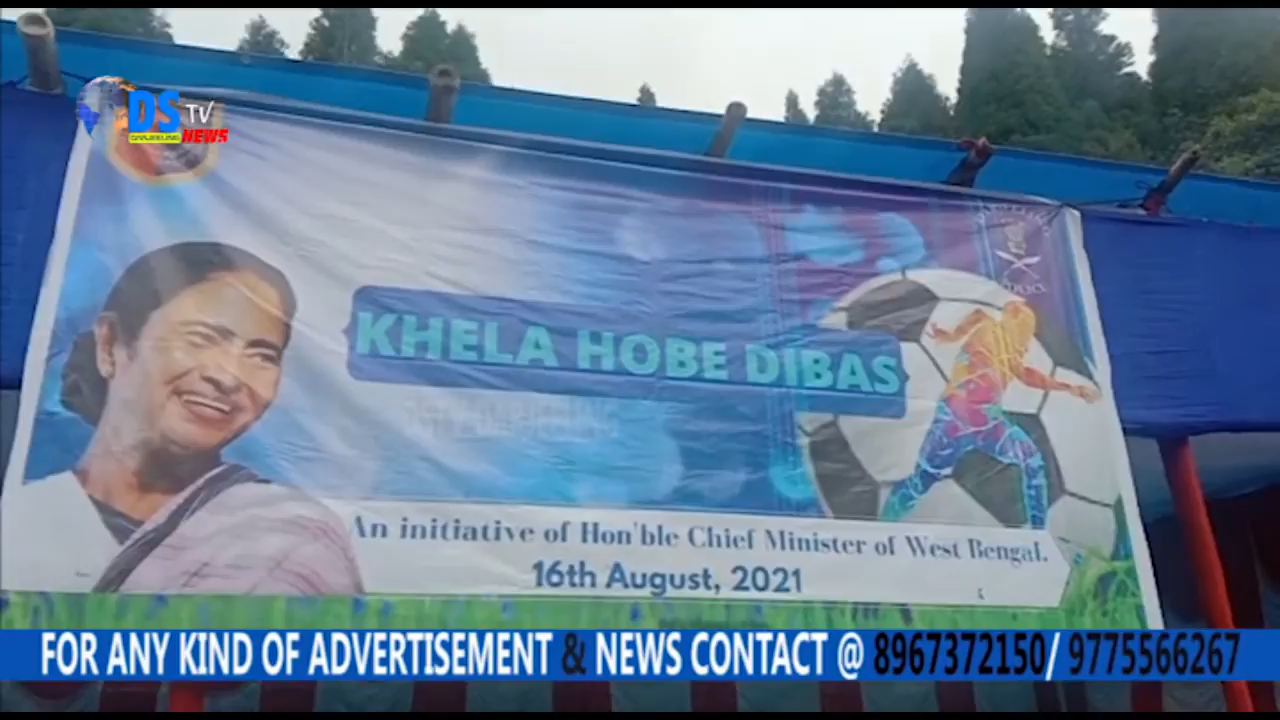 DS TV
DARJEELING NEWS
KHELA HOBE DIBAS
An initiative of Hon'ble Chief Minister of West Bengal.
16th August, 2021
FOR ANY KIND OF ADVERTISEMENT & NEWS CONTACT @ 8967372150/ 9775566267